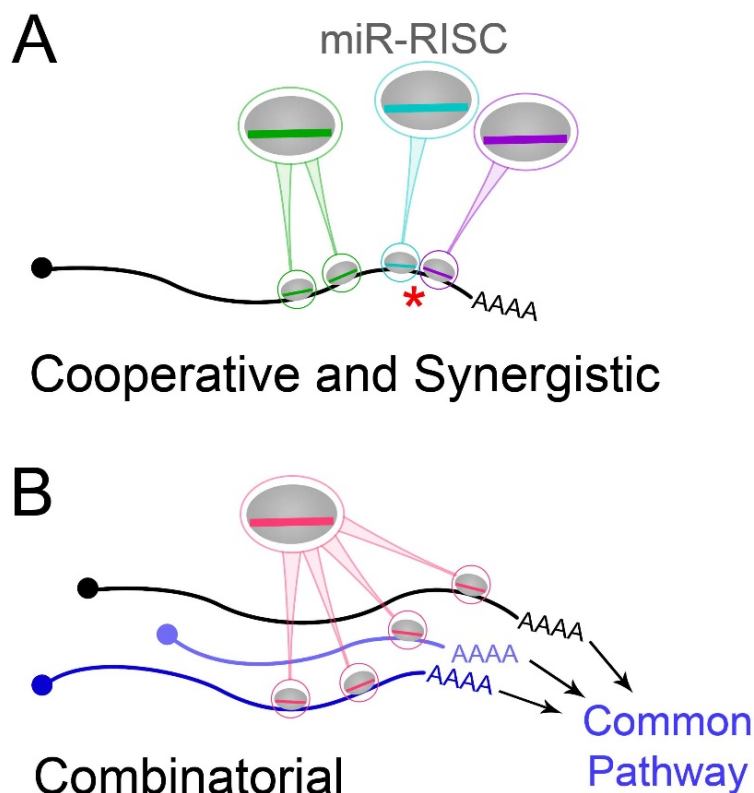 A
miR-RISC
*
AAAA
Cooperative and Synergistic
B
AAAA
AAAA
AAAA
Common
Pathway
Combinatorial